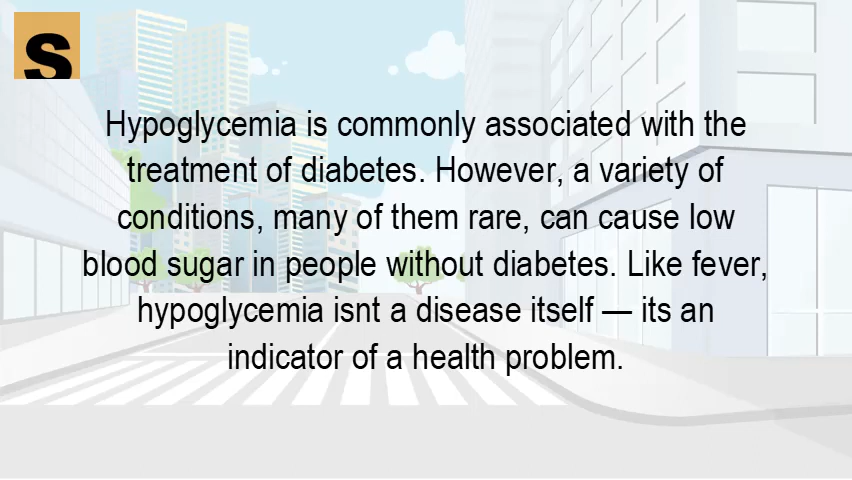 S
Hypoglycemia is commonly associated with the
treatment of diabetes. However, a variety of
conditions, many of them rare, can cause low
blood sugar in people without diabetes. Like fever,
hypoglycemia isnt a disease itself — its an
indicator of a health problem.